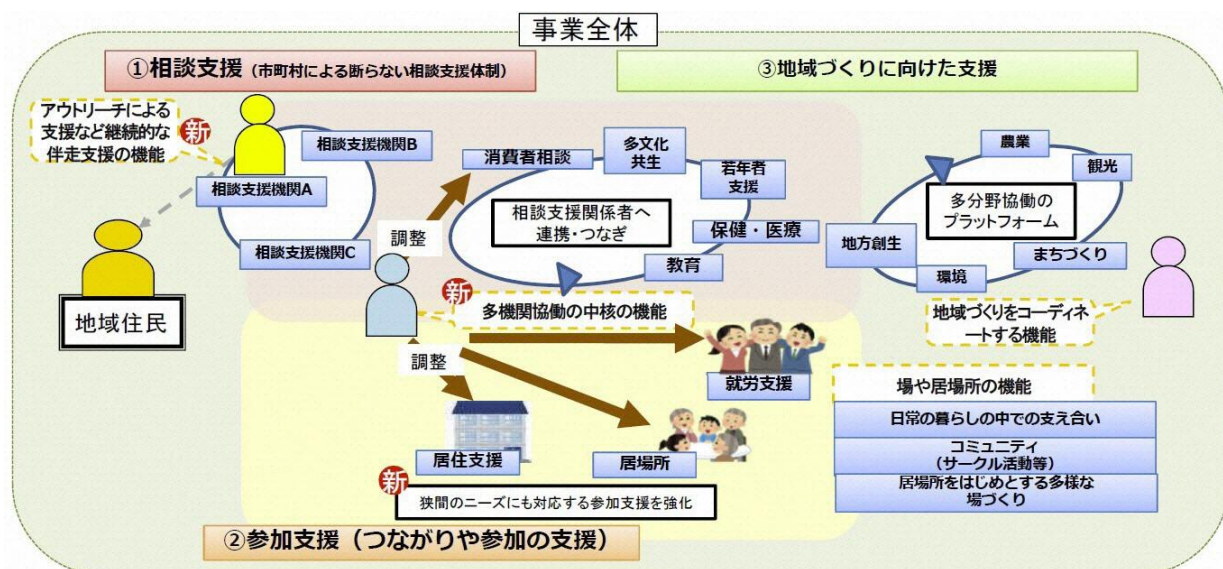 事業全体
①相談支援（市町村による断らない相談支援体制）
③地域づくりに向けた支援
アウトリーチによる
支援など継続的な
伴走支援の機能
新
相談支援機関B
相談支援機関A
相談支援機関C
地域住民
調整
消費者相談
多文化
共生
若年者
支援
相談支援関係者へ
連携・つなぎ
保健・医療
教育
新
多機関協働の中核の機能
農業
観光
多分野協働の
プラットフォーム
地方創生
まちづくり
環境
地域づくりをコーディネ
ートする機能
調整
就労支援
居住支援
居場所
新
狭間のニーズにも対応する参加支援を強化
②参加支援（つながりや参加の支援）
場や居場所の機能
日常の暮らしの中での支え合い
コミュニティ
（サークル活動等）
居場所をはじめとする多様な
場づくり